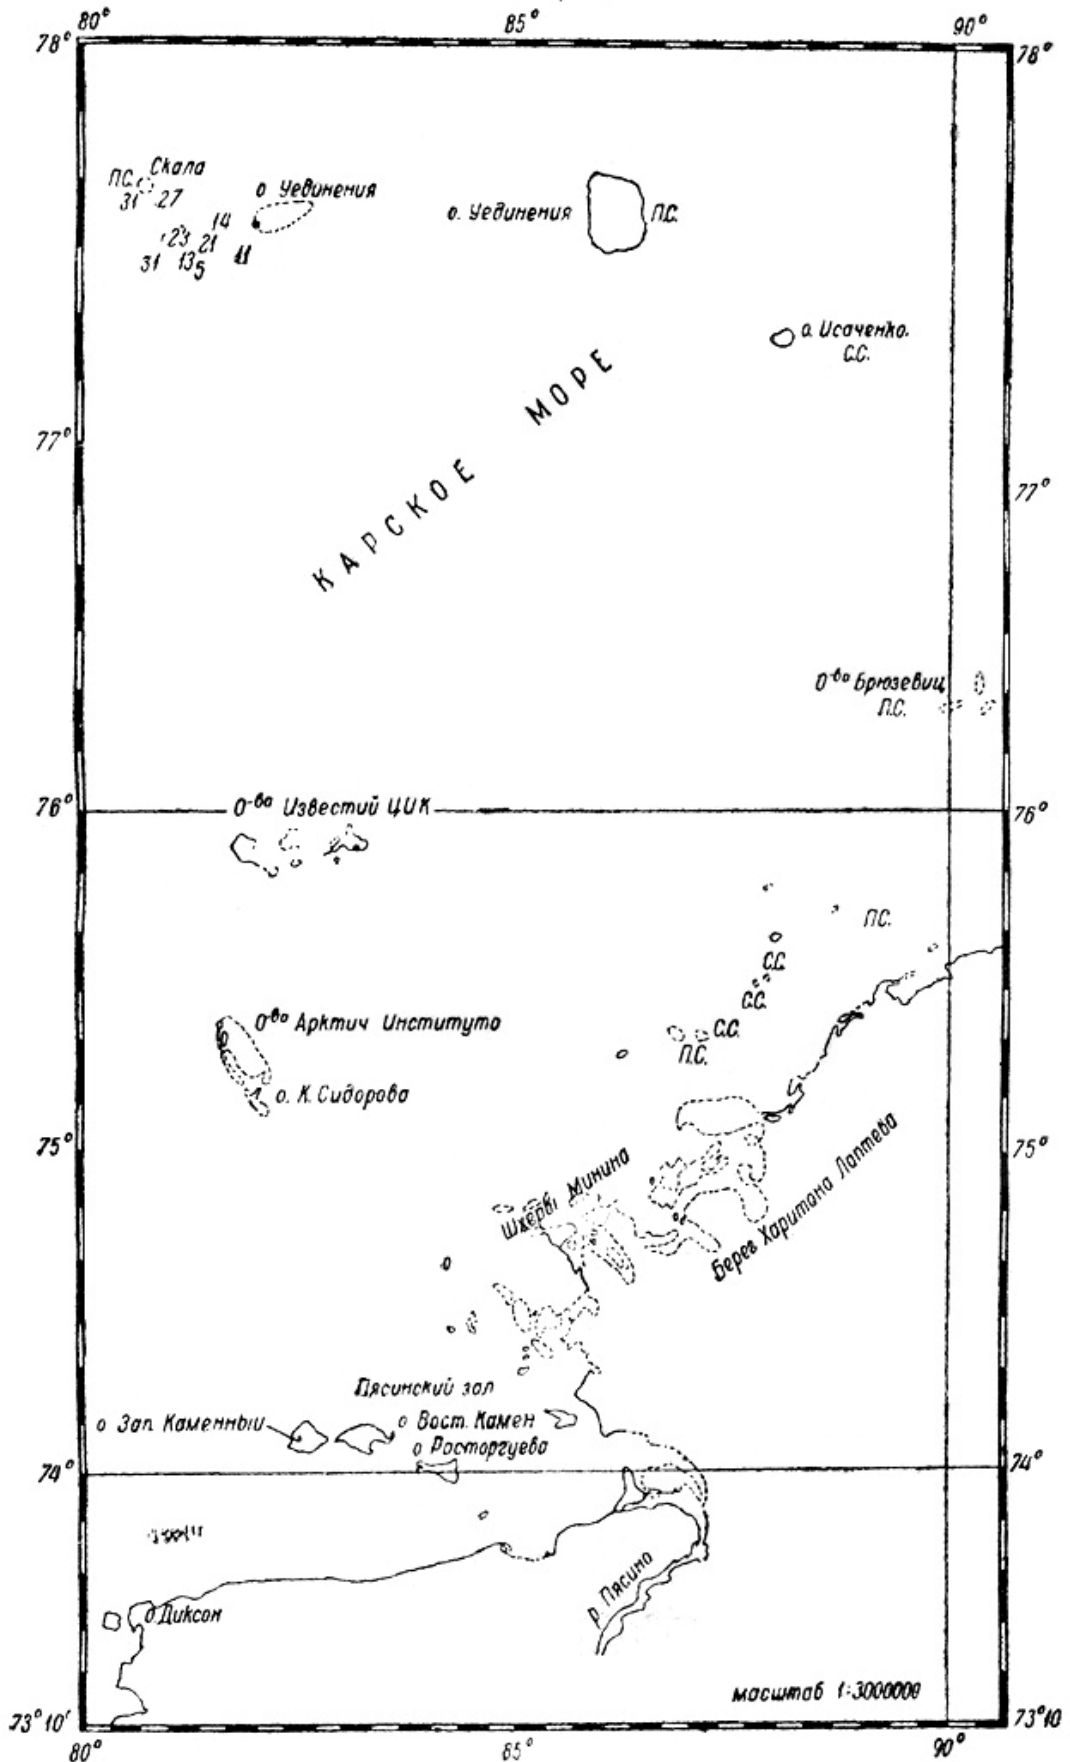 80°
85°
90°
78°
78°
П.С.
Скала
31
27
о Уединения
о. Уединения
П.С.
14
23
21
31
13
5
11
о. Исаченко.
С.С.
КАРСКОЕ МОРЕ
77°
77°
О-ва Брюзевиц
П.С.
76°
О-ва Известий ЦИК
76°
П.С.
С.С.
С.С.
С.С.
П.С.
О-ва Арктич Института
о. К. Сидорова
75°
75°
Шхеры Минина
Берег Харитона Лаптева
Пясинский зал
о Зап. Каменный
о Вост. Камен
о Расторгуева
74°
74°
о Диксон
р. Пясина
масштаб 1:3000000
73°10'
73°10
80°
85°
90°